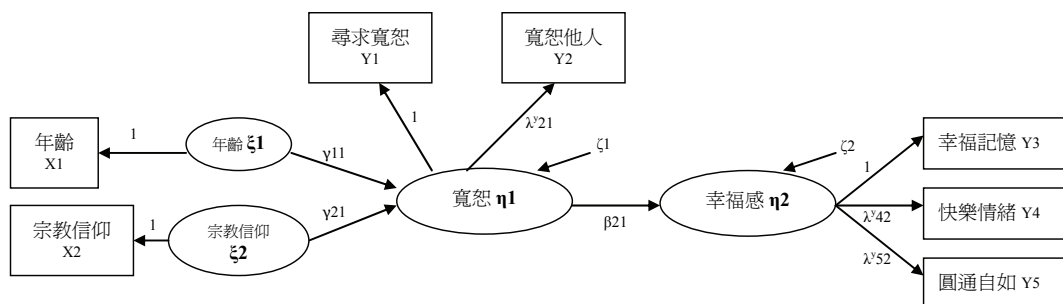 尋求寬恕
Y1
寬恕他人
Y2
1
λʸ21
年齡
X1
1
年齡 ξ1
γ11
ζ1
ζ2
1
幸福記憶 Y3
寬恕 η1
幸福感 η2
快樂情緒 Y4
宗教信仰
X2
1
宗教信仰
ξ2
γ21
β21
λʸ42
λʸ52
圓通自如 Y5